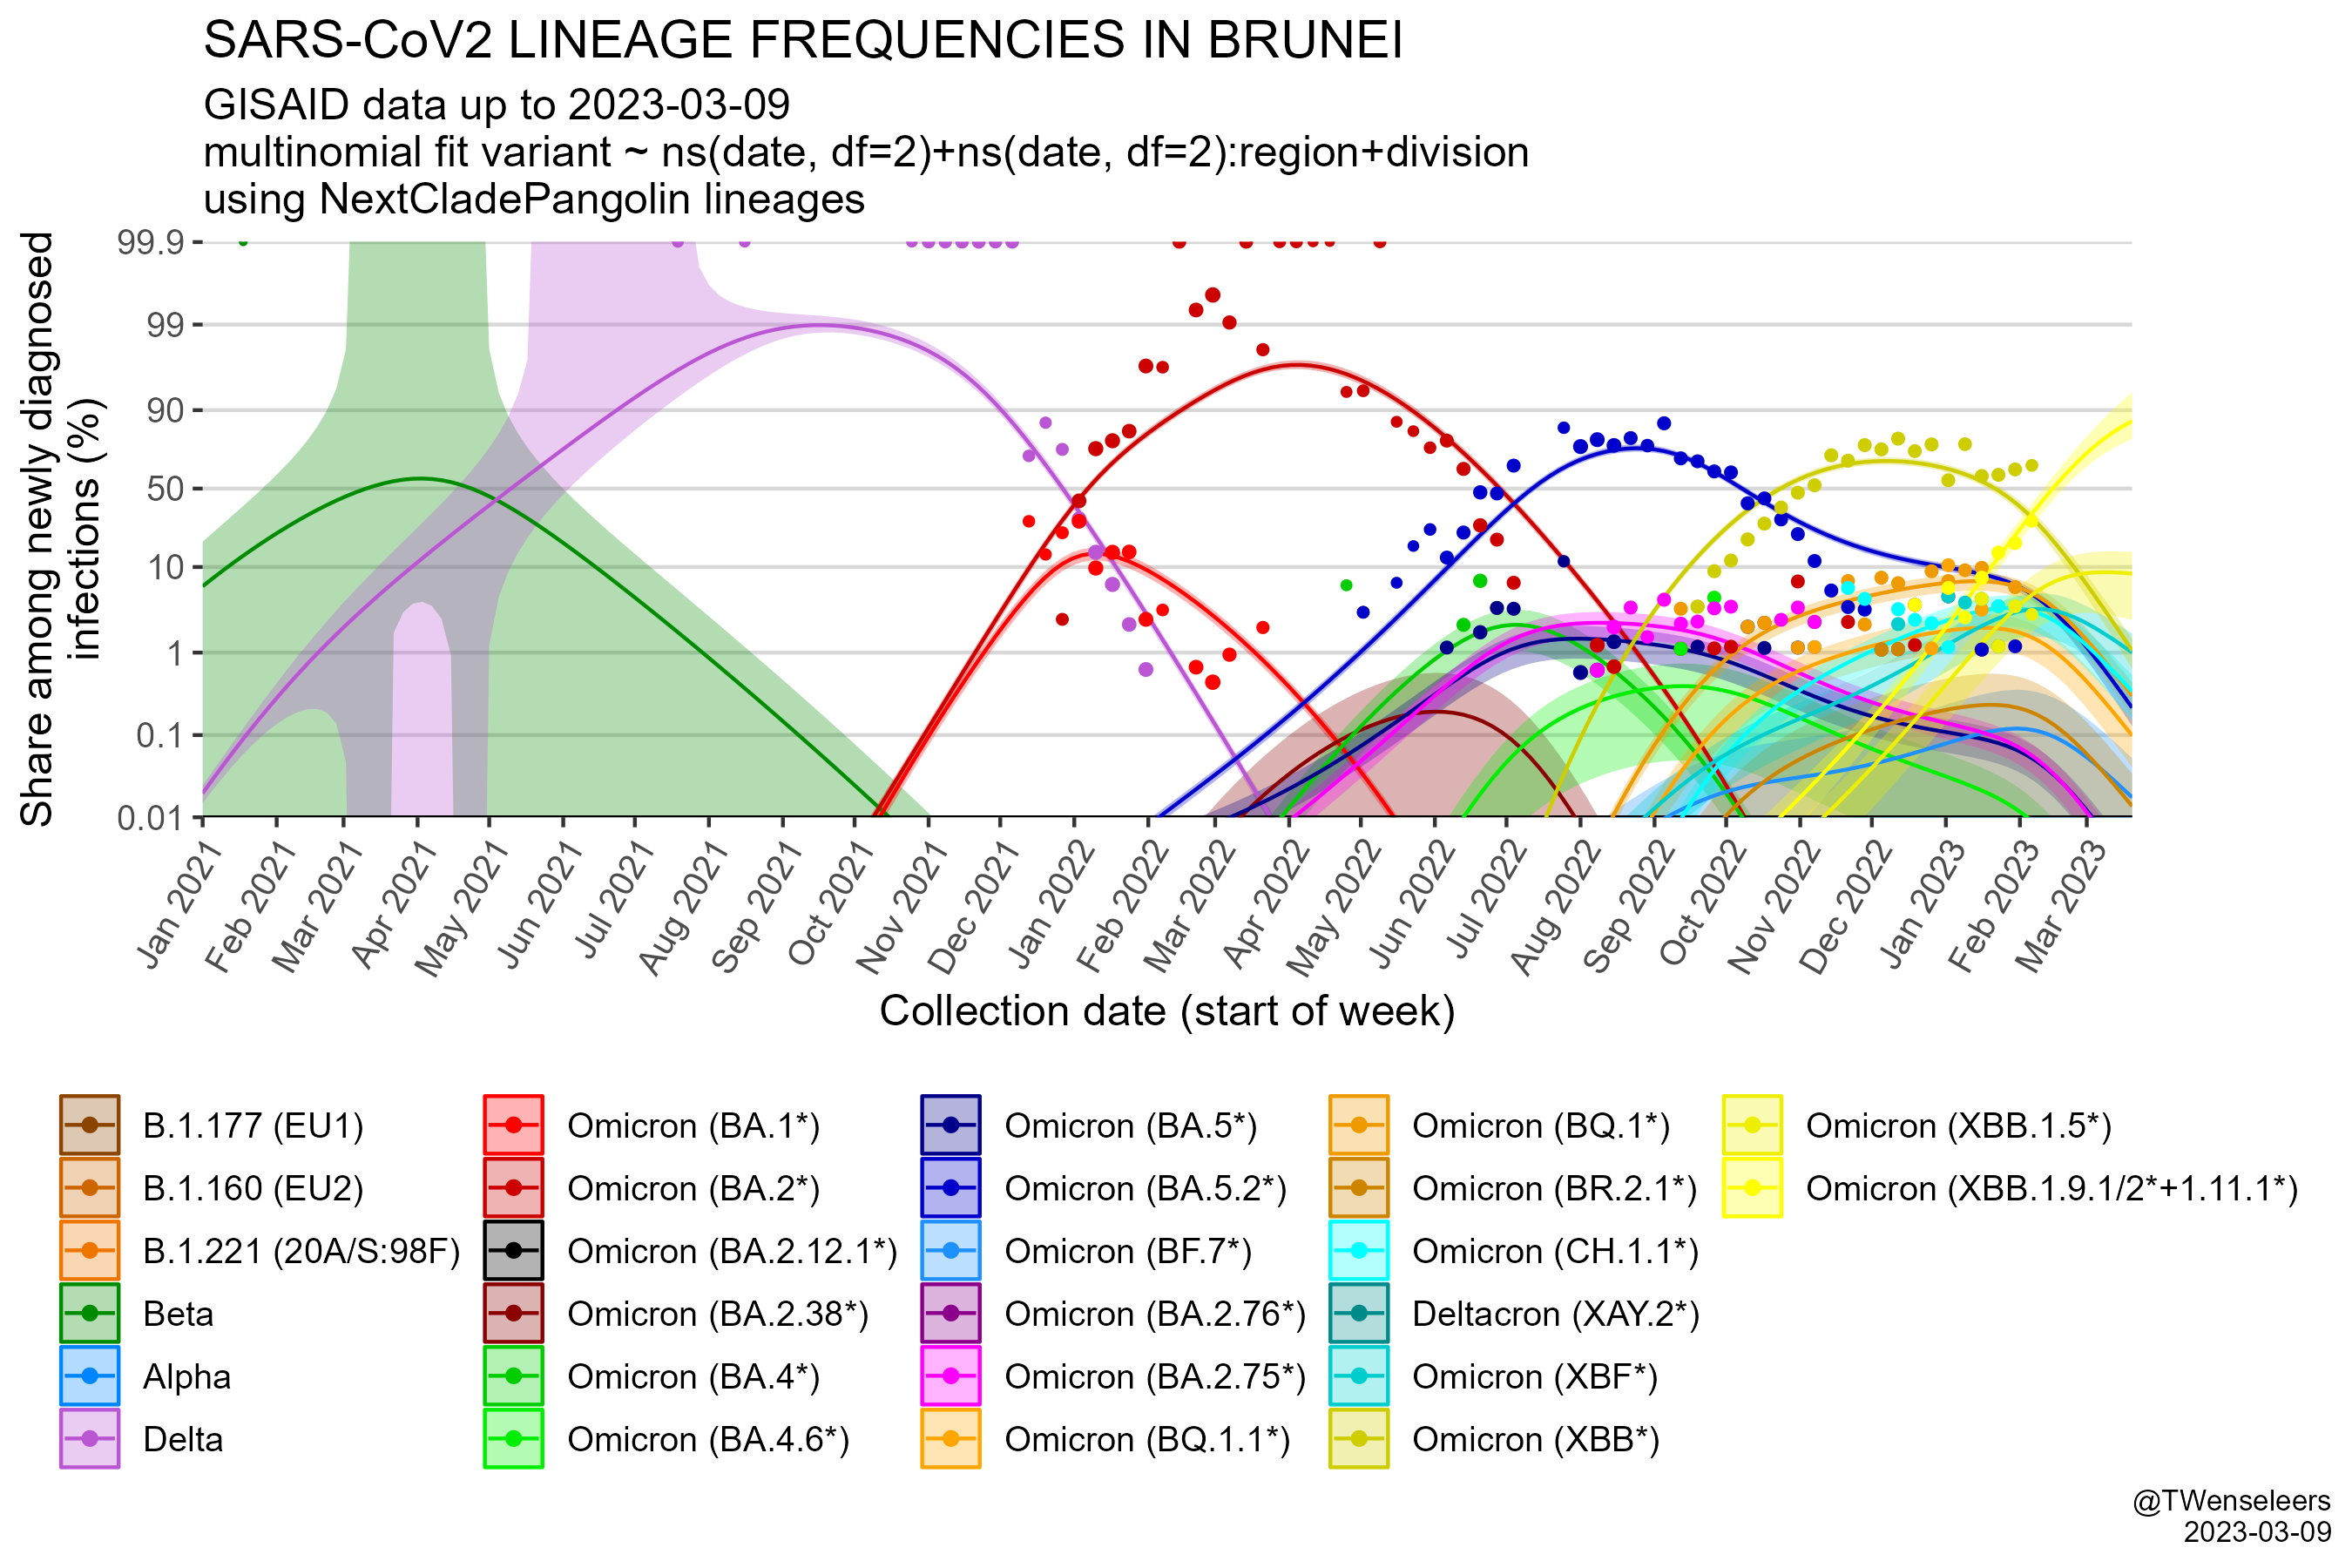 SARS-CoV2 LINEAGE FREQUENCIES IN BRUNEI
GISAID data up to 2023-03-09
multinomial fit variant ~ ns(date, df=2)+ns(date, df=2):region+division
using NextCladePangolin lineages
Share among newly diagnosed
infections (%)
99.9
99
90
50
10
1
0.1
0.01
Jan 2021
Feb 2021
Mar 2021
Apr 2021
May 2021
Jun 2021
Jul 2021
Aug 2021
Sep 2021
Oct 2021
Nov 2021
Dec 2021
Jan 2022
Feb 2022
Mar 2022
Apr 2022
May 2022
Jun 2022
Jul 2022
Aug 2022
Sep 2022
Oct 2022
Nov 2022
Dec 2022
Jan 2023
Feb 2023
Mar 2023
Collection date (start of week)
B.1.177 (EU1)
B.1.160 (EU2)
B.1.221 (20A/S:98F)
Beta
Alpha
Delta
Omicron (BA.1*)
Omicron (BA.2*)
Omicron (BA.2.12.1*)
Omicron (BA.2.38*)
Omicron (BA.4*)
Omicron (BA.4.6*)
Omicron (BA.5*)
Omicron (BA.5.2*)
Omicron (BF.7*)
Omicron (BA.2.76*)
Omicron (BA.2.75*)
Omicron (BQ.1.1*)
Omicron (BQ.1*)
Omicron (BR.2.1*)
Omicron (CH.1.1*)
Deltacron (XAY.2*)
Omicron (XBF*)
Omicron (XBB*)
Omicron (XBB.1.5*)
Omicron (XBB.1.9.1/2*+1.11.1*)
@TWenseleers
2023-03-09